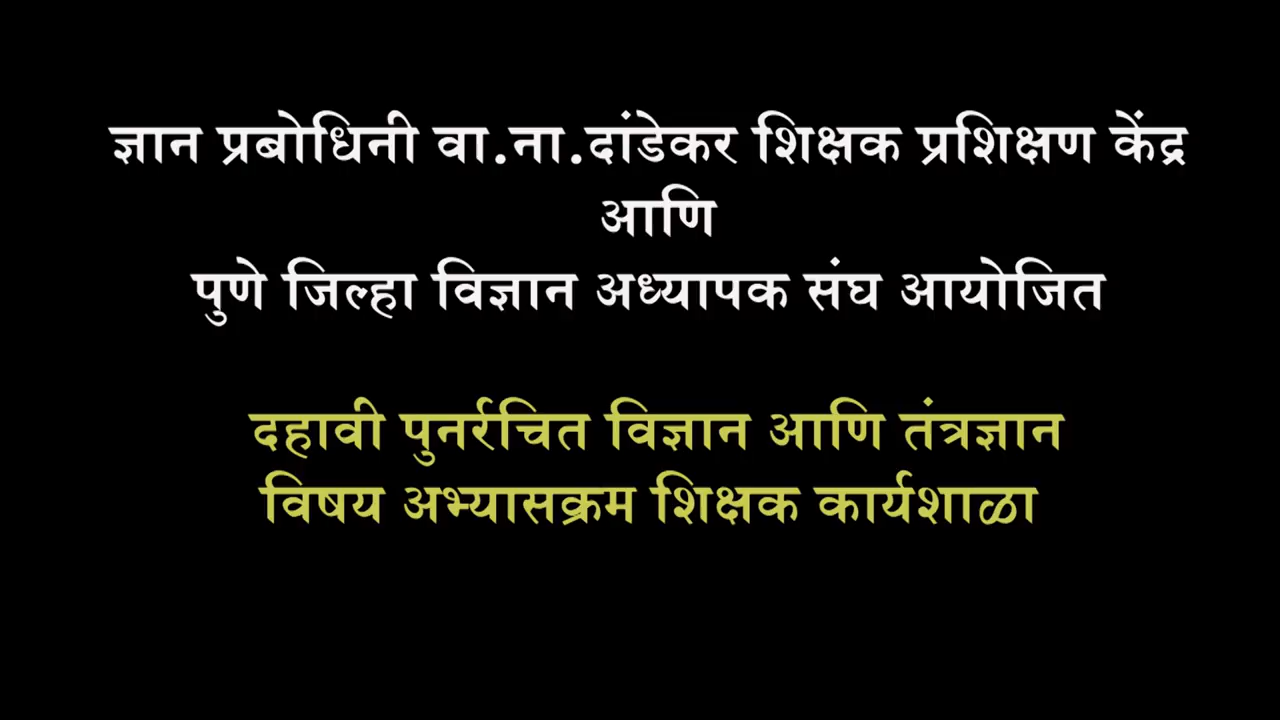 ज्ञान प्रबोधिनी वा.ना.दांडेकर शिक्षक प्रशिक्षण केंद्र
आणि
पुणे जिल्हा विज्ञान अध्यापक संघ आयोजित
दहावी पुनर्रचित विज्ञान आणि तंत्रज्ञान
विषय अभ्यासक्रम शिक्षक कार्यशाळा